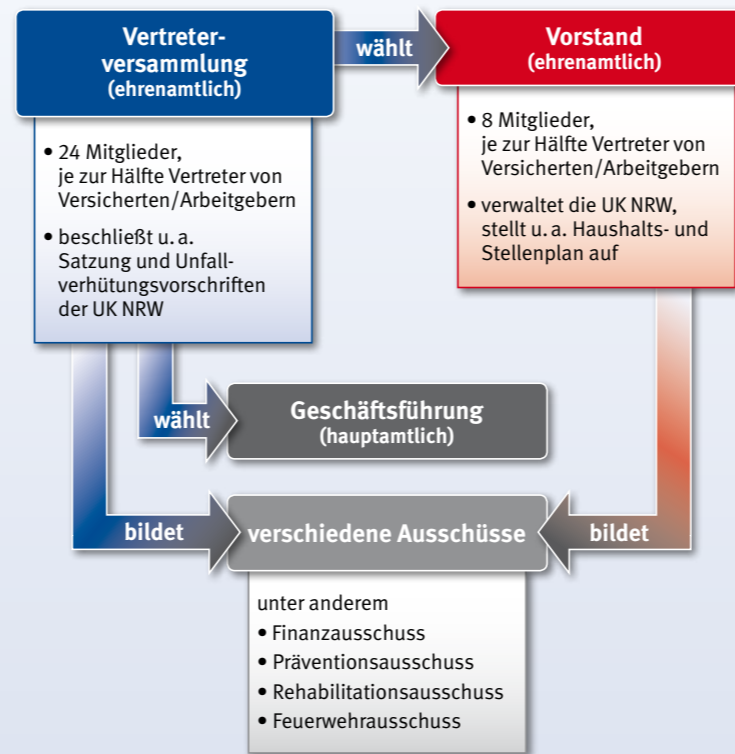 Vertreter-
versammlung
(ehrenamtlich)
wählt
Vorstand
(ehrenamtlich)
• 24 Mitglieder,
je zur Hälfte Vertreter von
Versicherten/Arbeitgebern
• beschließt u. a.
Satzung und Unfall-
verhütungsvorschriften
der UK NRW
• 8 Mitglieder,
je zur Hälfte Vertreter von
Versicherten/Arbeitgebern
• verwaltet die UK NRW,
stellt u. a. Haushalts- und
Stellenplan auf
wählt
Geschäftsführung
(hauptamtlich)
bildet
verschiedene Ausschüsse
bildet
unter anderem
• Finanzausschuss
• Präventionsausschuss
• Rehabilitationsausschuss
• Feuerwehrausschuss